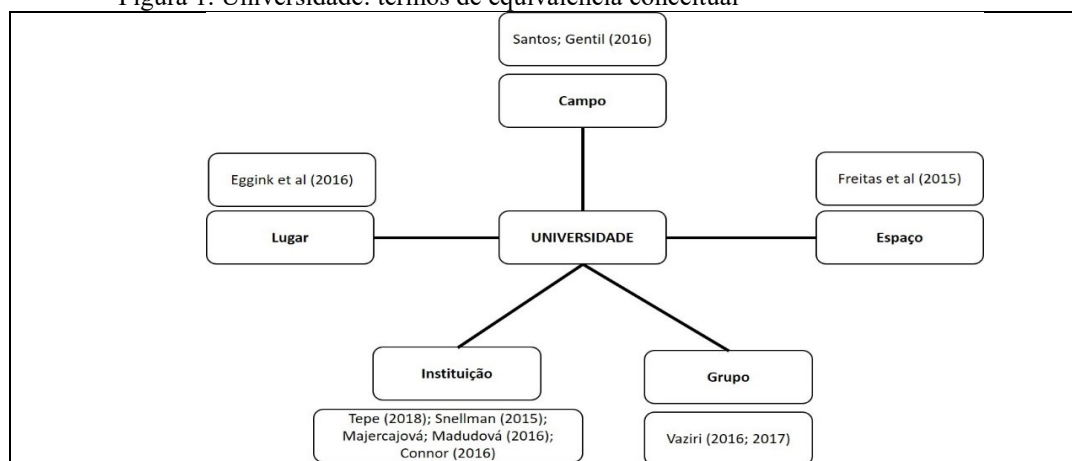 Figura 1: Universidade: termos de equivalência conceitual
Santos; Gentil (2016)
Campo
Eggink et al (2016)
Freitas et al (2015)
Lugar
UNIVERSIDADE
Espaço
Instituição
Grupo
Tepe (2018); Snellman (2015);
Majercajová; Madudová (2016);
Connor (2016)
Vaziri (2016; 2017)